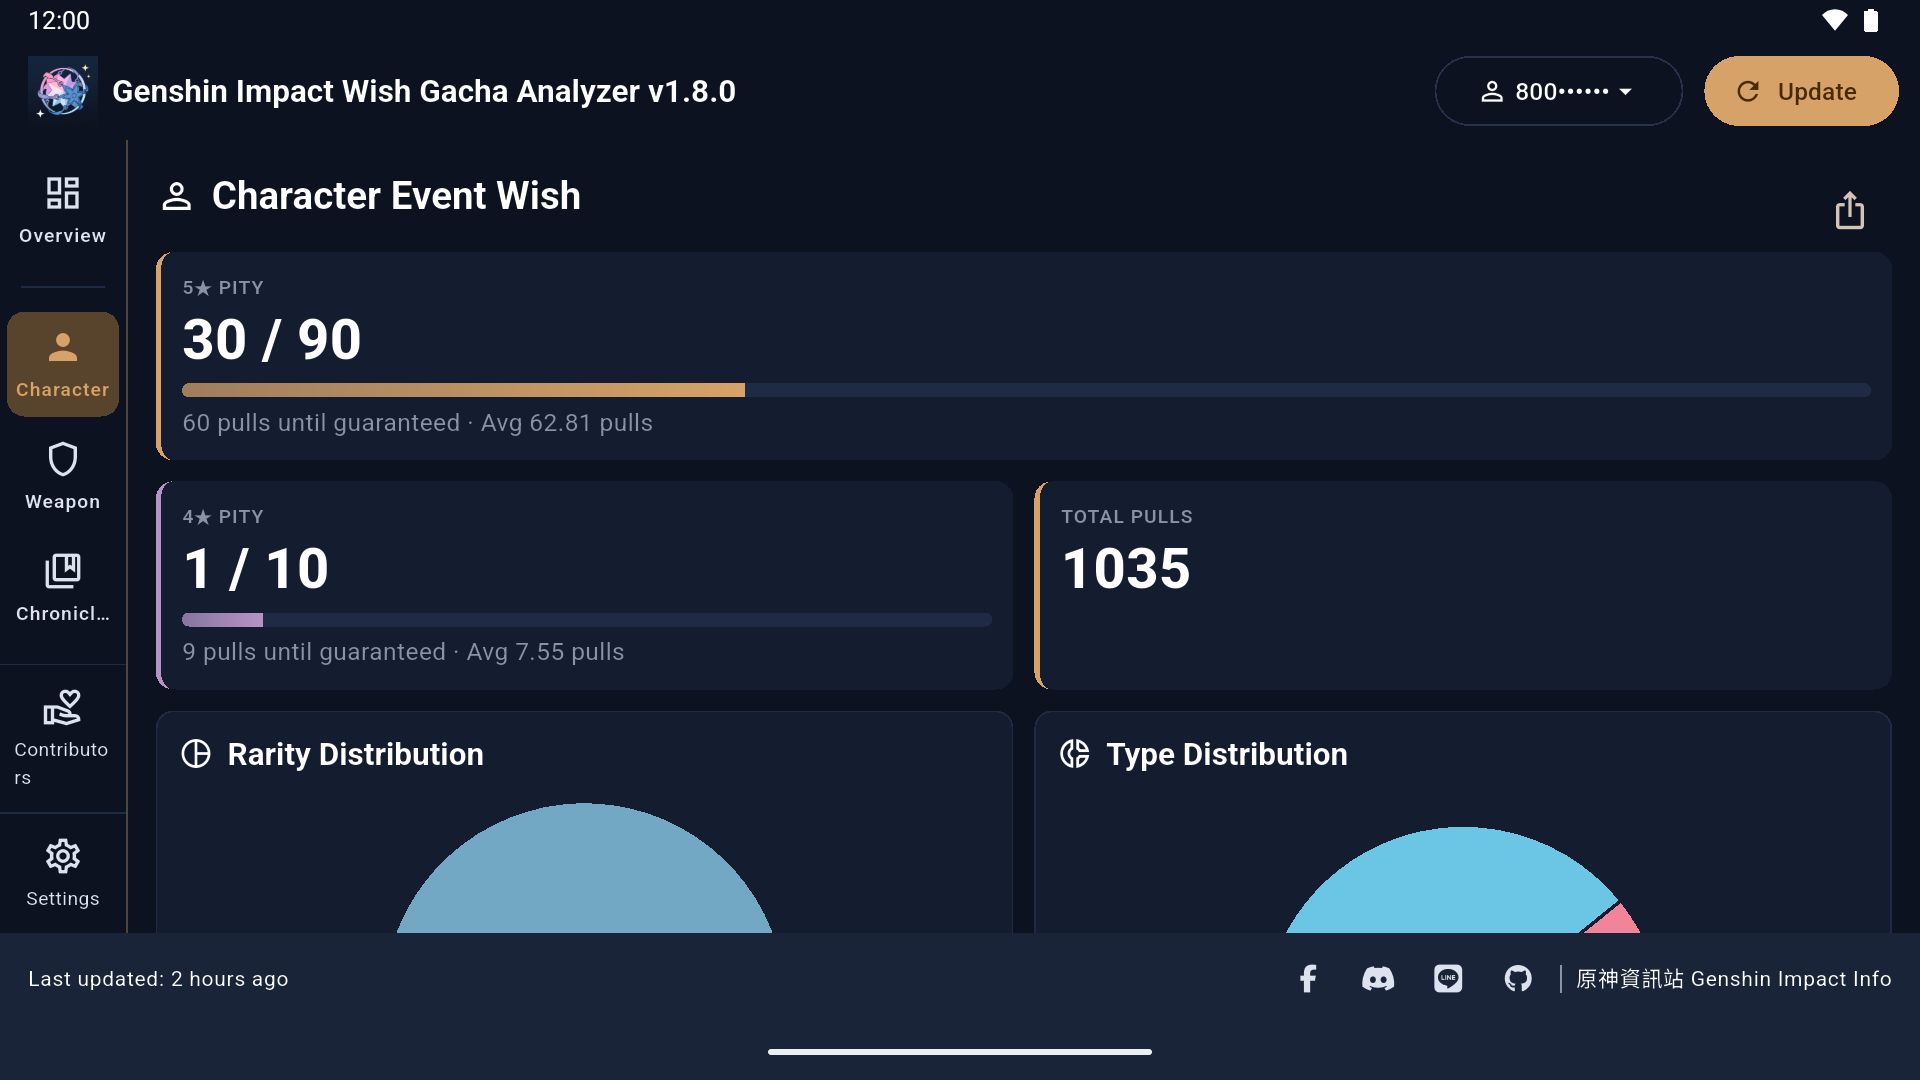 12:00
Genshin Impact Wish Gacha Analyzer v1.8.0
800••••••
Update
Overview
Character
Weapon
Chronicl…
Contributo
rs
Settings
Character Event Wish
5★ PITY
30 / 90
60 pulls until guaranteed · Avg 62.81 pulls
4★ PITY
1 / 10
9 pulls until guaranteed · Avg 7.55 pulls
TOTAL PULLS
1035
Rarity Distribution
Type Distribution
Last updated: 2 hours ago
LINE
原神資訊站 Genshin Impact Info